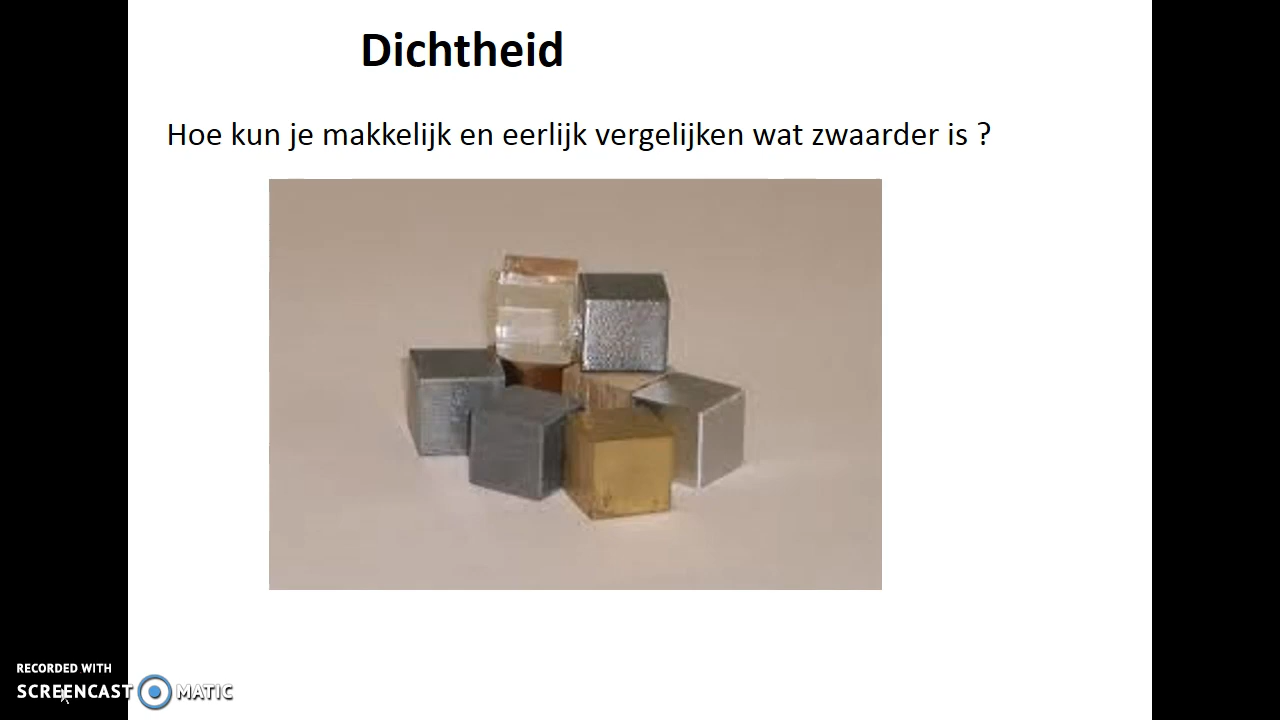 Dichtheid
Hoe kun je makkelijk en eerlijk vergelijken wat zwaarder is ?
RECORDED WITH
SCREENCAST MATIC